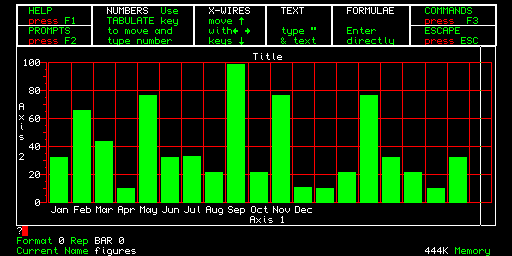 HELP NUMBERS Use X-WIRES TEXT FORMULAE COMMANDS
press F1 TABULATE key move ↑ press F3
PROMPTS to move and with← → type " Enter ESCAPE
press F2 type number keys ↓ & text directly press ESC
Title
100
80
60
40
20
0
Axis 2
Jan Feb Mar Apr May Jun Jul Aug Sep Oct Nov Dec
Axis 1
?
Format 0 Rep BAR 0
Current Name figures 444K Memory